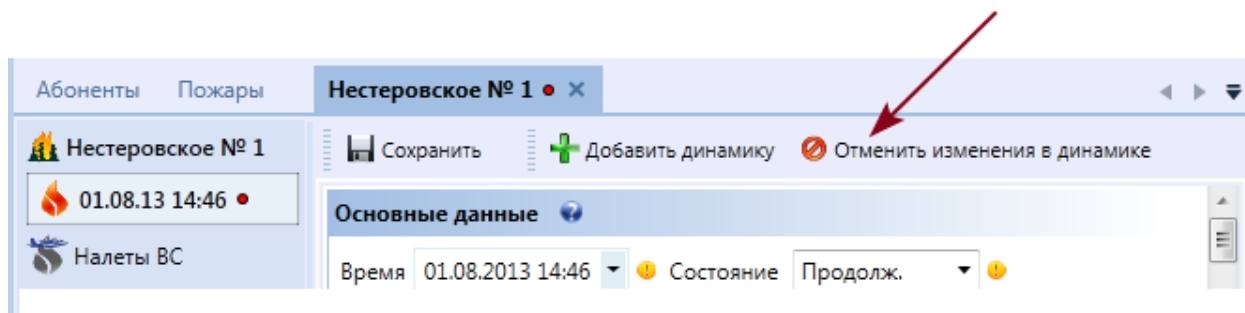 Абоненты Пожары Нестеровское № 1
Нестеровское № 1 Сохранить Добавить динамику Отменить изменения в динамике
01.08.13 14:46
Основные данные
Налеты ВС
Время 01.08.2013 14:46 Состояние Продолж.